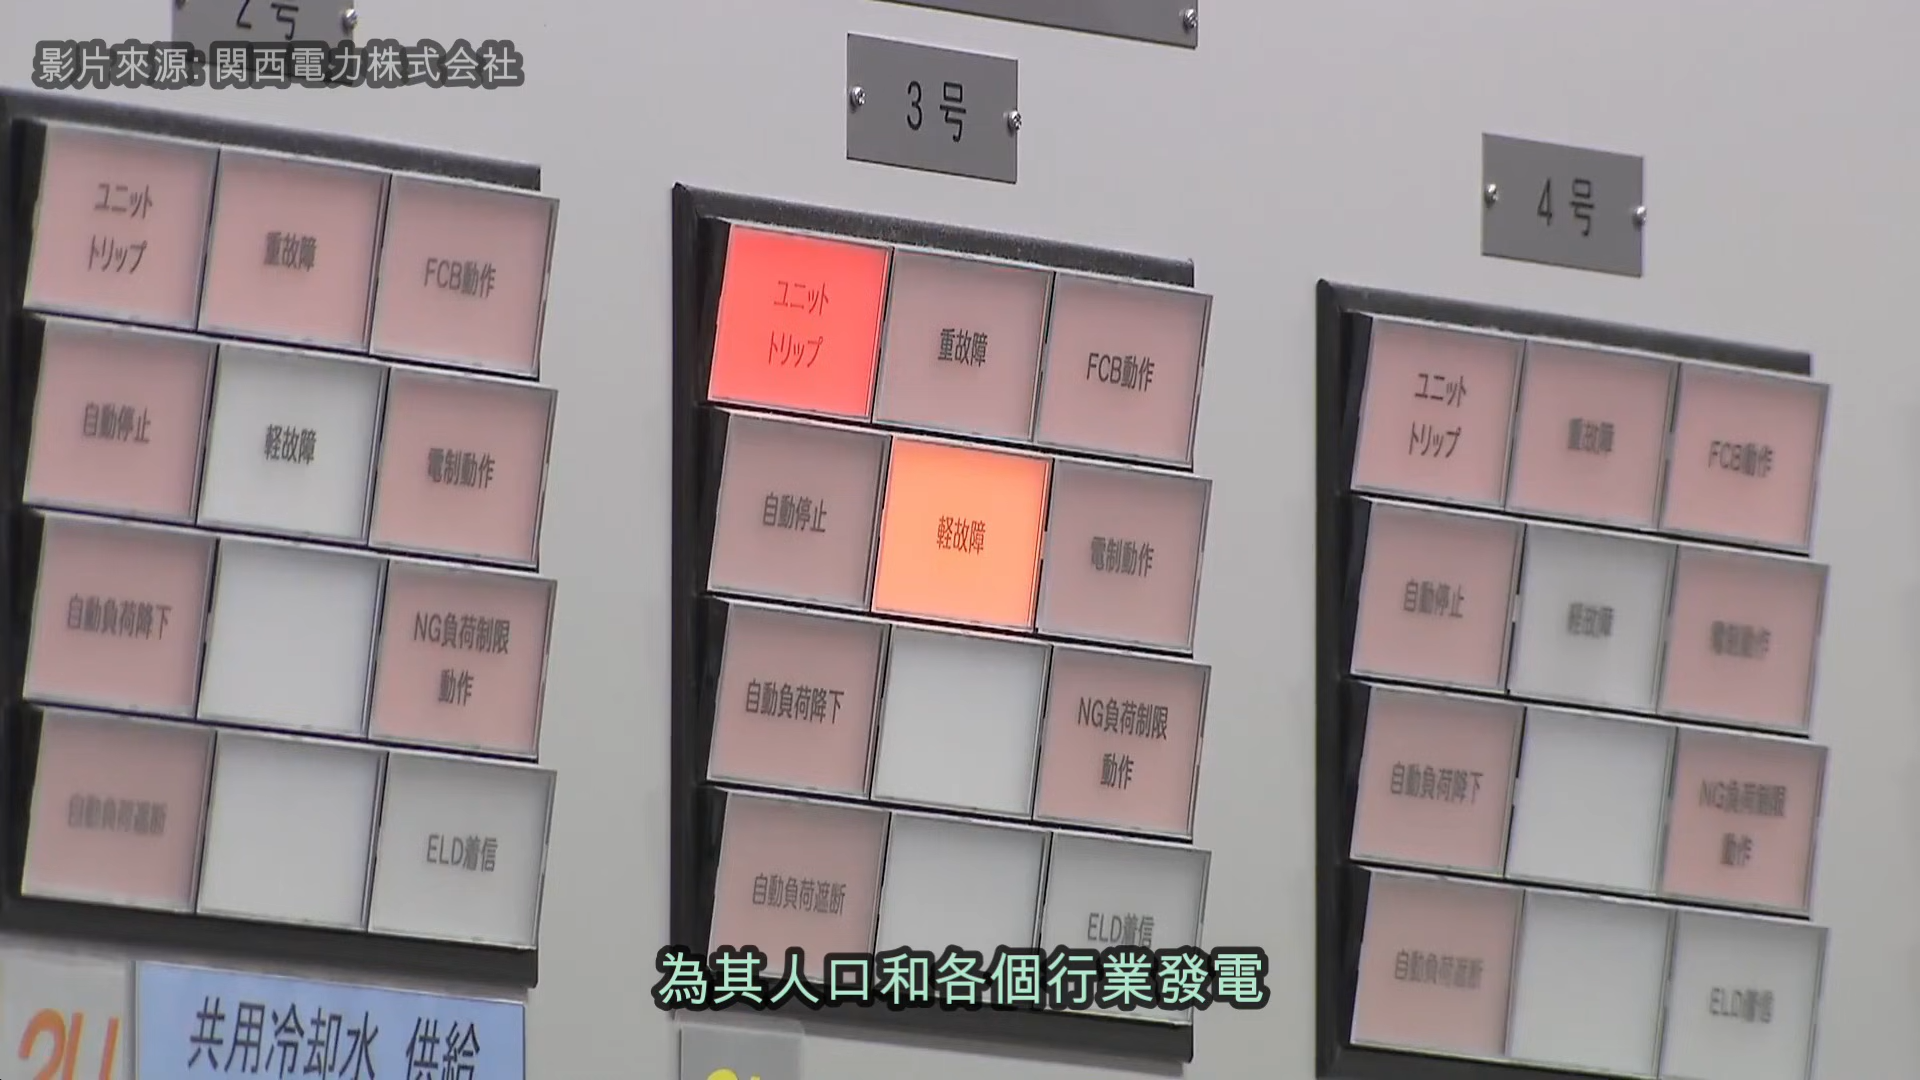 2号
影片來源: 関西電力株式会社
3号
4号
ユニット
トリップ
重故障
FCB動作
自動停止
軽故障
電制動作
自動負荷降下
NG負荷制限
動作
自動負荷遮断
ELD着信
ユニット
トリップ
重故障
FCB動作
自動停止
軽故障
電制動作
自動負荷降下
NG負荷制限
動作
自動負荷遮断
ELD着信
ユニット
トリップ
重故障
FCB動作
自動停止
軽故障
電制動作
自動負荷降下
NG負荷制限
動作
自動負荷遮断
ELD着信
為其人口和各個行業發電
2U
共用冷却水 供給